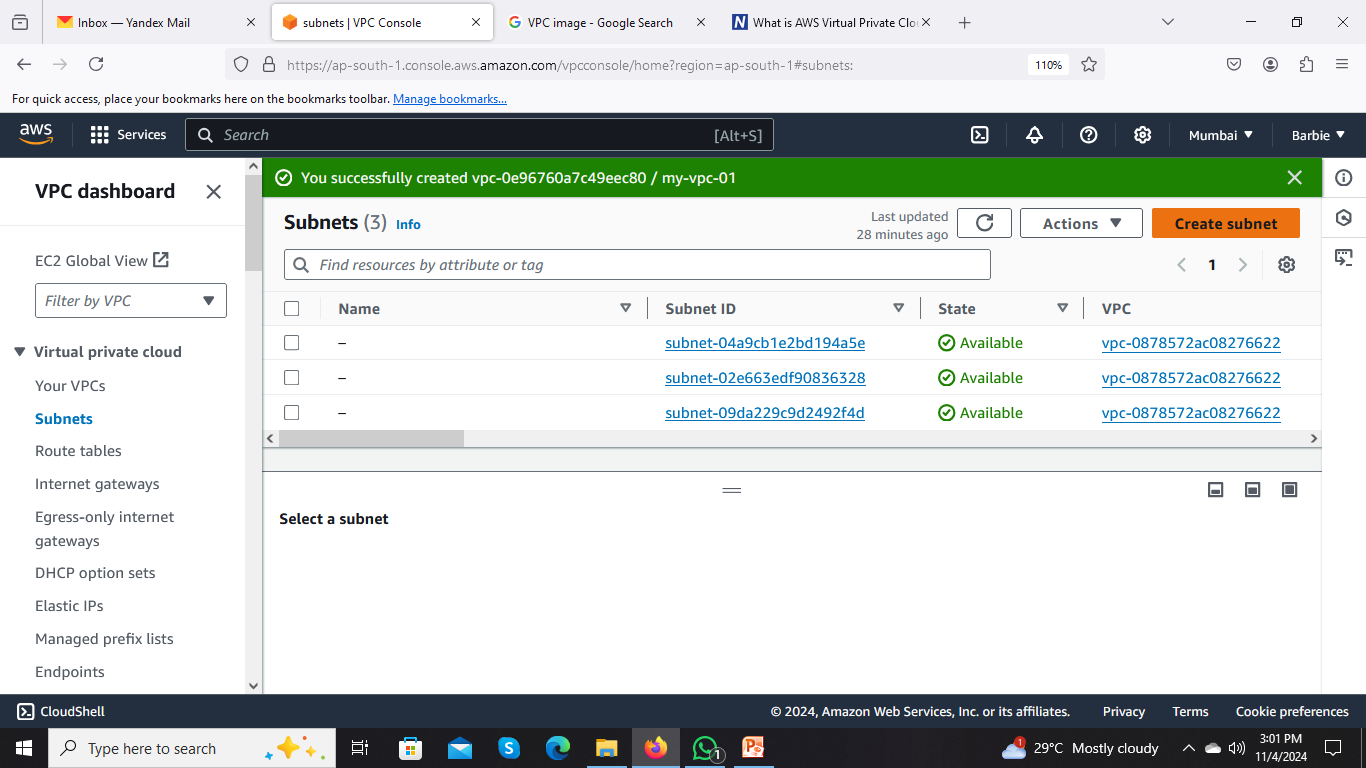 Inbox — Yandex Mail
subnets | VPC Console
VPC image - Google Search
What is AWS Virtual Private Clo
https://ap-south-1.console.aws.amazon.com/vpcconsole/home?region=ap-south-1#subnets:
110%
For quick access, place your bookmarks here on the bookmarks toolbar. Manage bookmarks...
aws
Services
Search
[Alt+S]
Mumbai
Barbie
VPC dashboard
You successfully created vpc-0e96760a7c49eec80 / my-vpc-01
Subnets (3) Info
Last updated
28 minutes ago
Actions
Create subnet
EC2 Global View
Find resources by attribute or tag
1
Filter by VPC
Name
Subnet ID
State
VPC
– subnet-04a9cb1e2bd194a5e Available vpc-0878572ac08276622
– subnet-02e663edf90836328 Available vpc-0878572ac08276622
– subnet-09da229c9d2492f4d Available vpc-0878572ac08276622
Virtual private cloud
Your VPCs
Subnets
Route tables
Internet gateways
Egress-only internet
gateways
DHCP option sets
Elastic IPs
Managed prefix lists
Endpoints
Select a subnet
CloudShell
© 2024, Amazon Web Services, Inc. or its affiliates.
Privacy
Terms
Cookie preferences
Type here to search
1
1
29°C Mostly cloudy
3:01 PM
11/4/2024